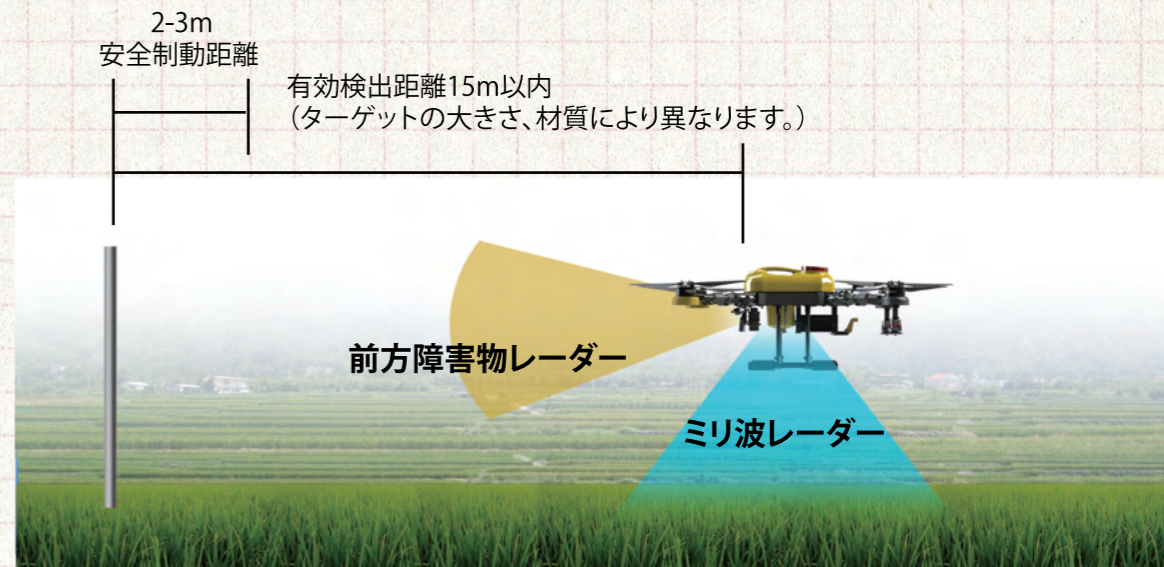 2-3m
安全制動距離
有効検出距離15m以内
（ターゲットの大きさ、材質により異なります。）
前方障害物レーダー
ミリ波レーダー